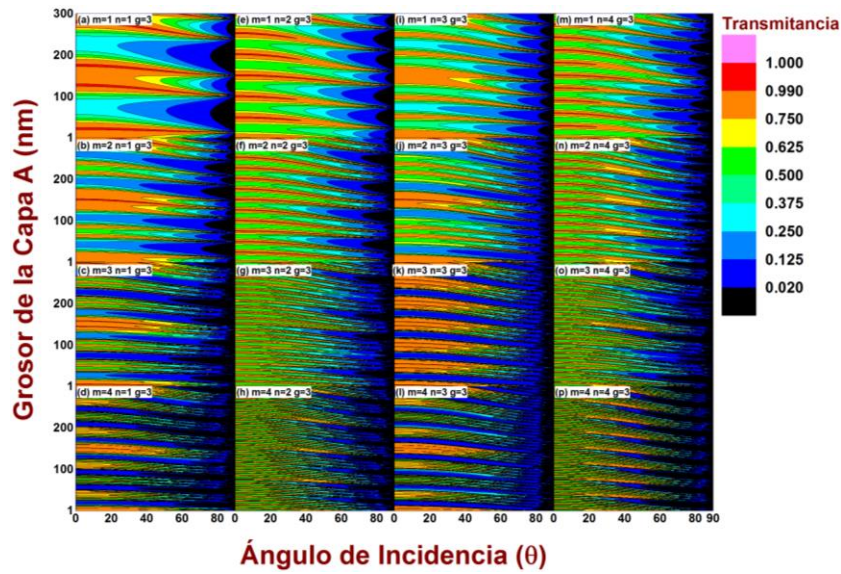 (a) m=1 n=1 g=3
(e) m=1 n=2 g=3
(i) m=1 n=3 g=3
(m) m=1 n=4 g=3
(b) m=2 n=1 g=3
(f) m=2 n=2 g=3
(j) m=2 n=3 g=3
(n) m=2 n=4 g=3
(c) m=3 n=1 g=3
(g) m=3 n=2 g=3
(k) m=3 n=3 g=3
(o) m=3 n=4 g=3
(d) m=4 n=1 g=3
(h) m=4 n=2 g=3
(l) m=4 n=3 g=3
(p) m=4 n=4 g=3
300
200
100
1
200
100
1
200
100
1
200
100
1
0 20 40 60 80 0 20 40 60 80 0 20 40 60 80 0 20 40 60 80 90
Grosor de la Capa A (nm)
Ángulo de Incidencia (θ)
Transmitancia
1.000
0.990
0.750
0.625
0.500
0.375
0.250
0.125
0.020